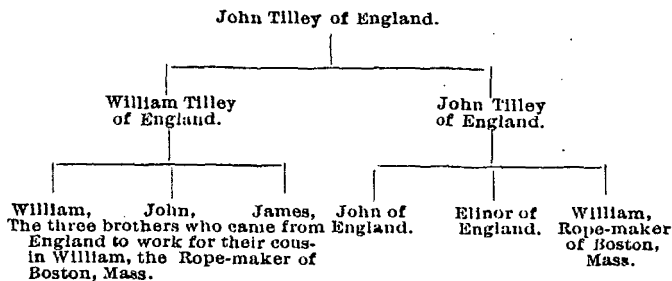 John Tilley of England.
William Tilley
of England.
John Tilley
of England.
William, John, James,
The three brothers who came from
England to work for their cous-
in William, the Rope-maker of
Boston, Mass.
John of
England.
Elinor of
England.
William,
Rope-maker
of Boston,
Mass.